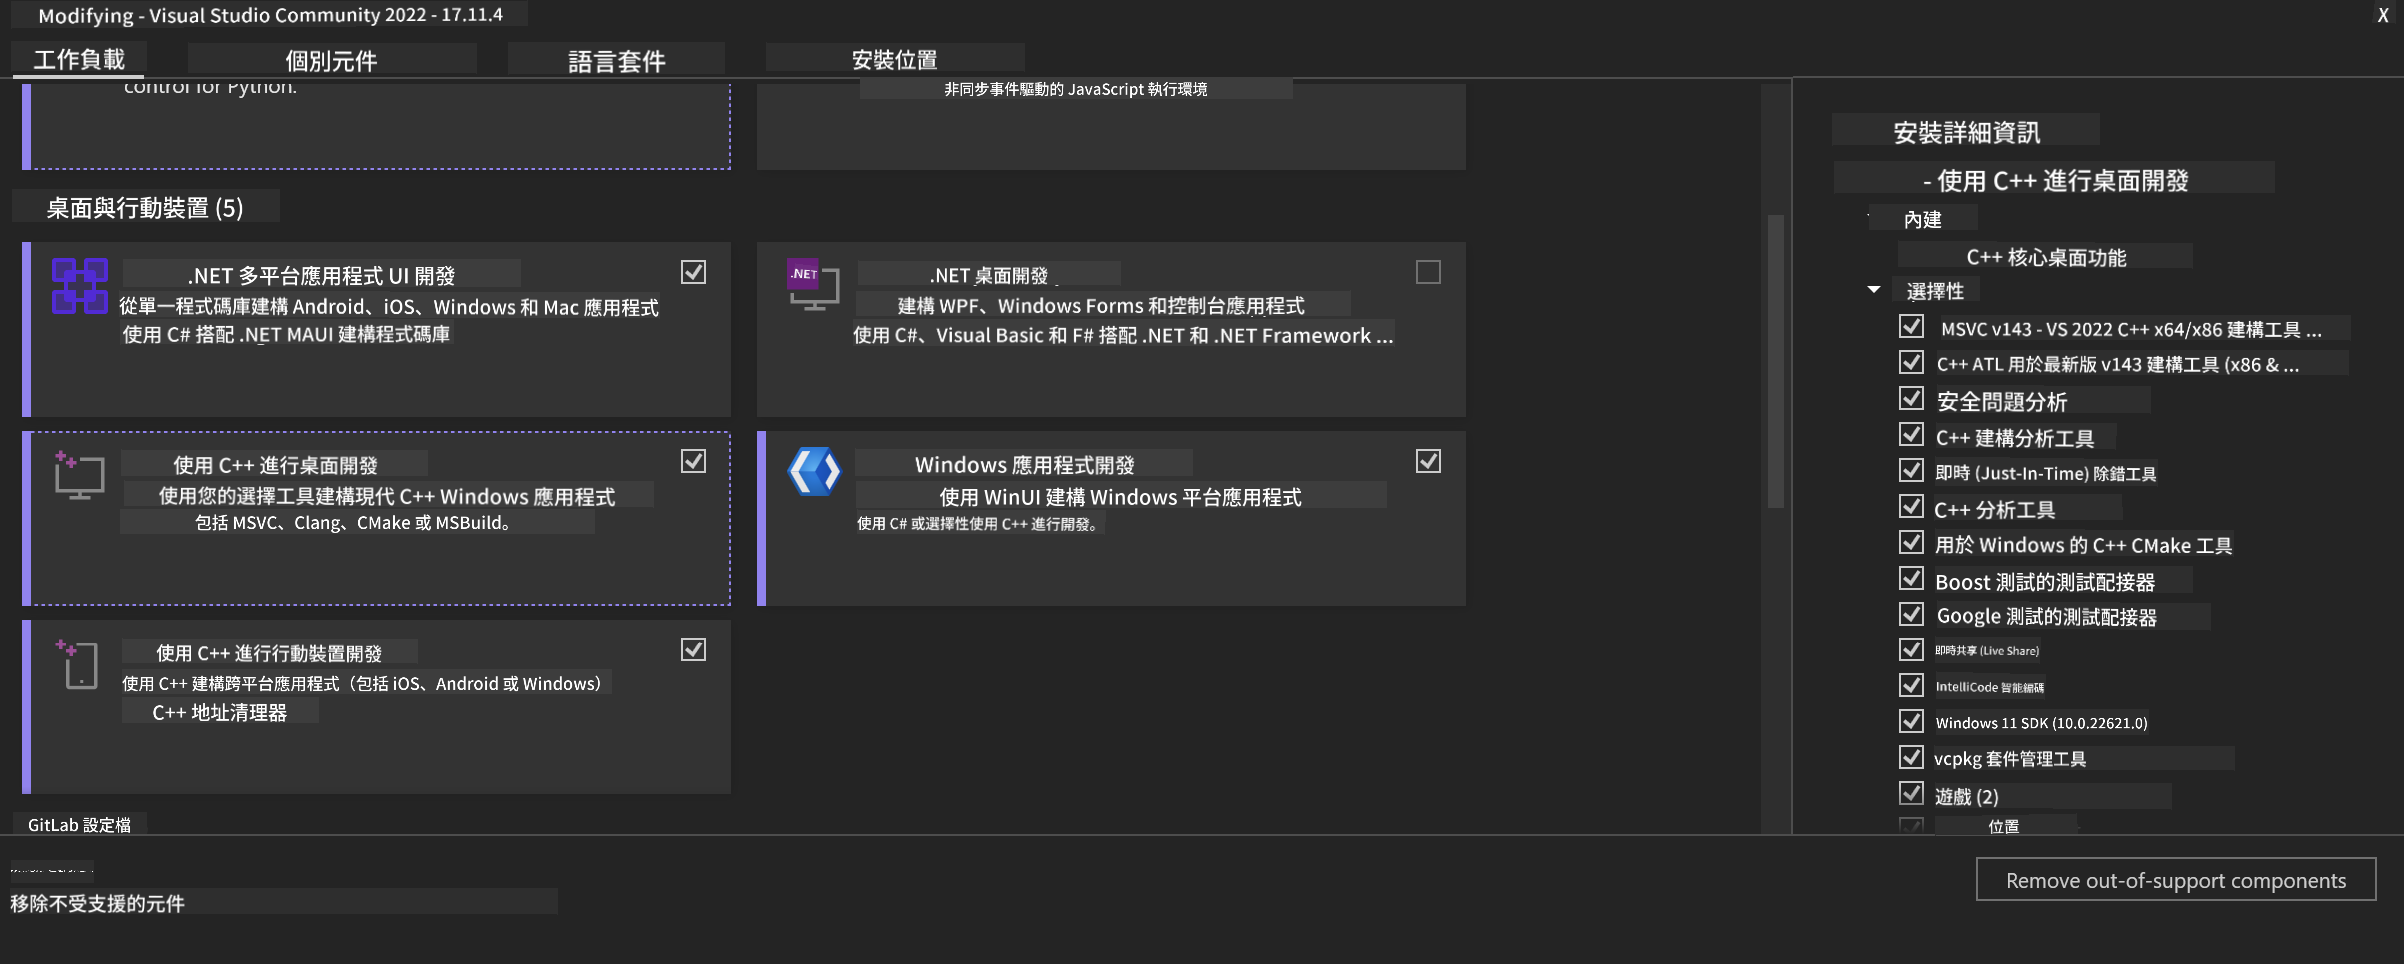 Modifying - Visual Studio Community 2022 - 17.11.4
X
工作負載
個別元件
語言套件
安裝位置
control for Python.
非同步事件驅動的 JavaScript 執行環境
桌面與行動裝置 (5)
.NET 多平台應用程式 UI 開發
從單一程式碼庫建構 Android、iOS、Windows 和 Mac 應用程式
使用 C# 搭配 .NET MAUI 建構程式碼庫
.NET
.NET 桌面開發
建構 WPF、Windows Forms 和控制台應用程式
使用 C#、Visual Basic 和 F# 搭配 .NET 和 .NET Framework ...
使用 C++ 進行桌面開發
使用您的選擇工具建構現代 C++ Windows 應用程式
包括 MSVC、Clang、CMake 或 MSBuild。
Windows 應用程式開發
使用 WinUI 建構 Windows 平台應用程式
使用 C# 或選擇性使用 C++ 進行開發。
使用 C++ 進行行動裝置開發
使用 C++ 建構跨平台應用程式（包括 iOS、Android 或 Windows）
C++ 地址清理器
GitLab 設定檔
安裝詳細資訊
- 使用 C++ 進行桌面開發
內建
C++ 核心桌面功能
選擇性
MSVC v143 - VS 2022 C++ x64/x86 建構工具 ...
C++ ATL 用於最新版 v143 建構工具 (x86 & ...
安全問題分析
C++ 建構分析工具
即時 (Just-In-Time) 除錯工具
C++ 分析工具
用於 Windows 的 C++ CMake 工具
Boost 測試的測試配接器
Google 測試的測試配接器
即時共享 (Live Share)
IntelliCode 智能編碼
Windows 11 SDK (10.0.22621.0)
vcpkg 套件管理工具
遊戲 (2)
位置
移除不受支援的元件
Remove out-of-support components